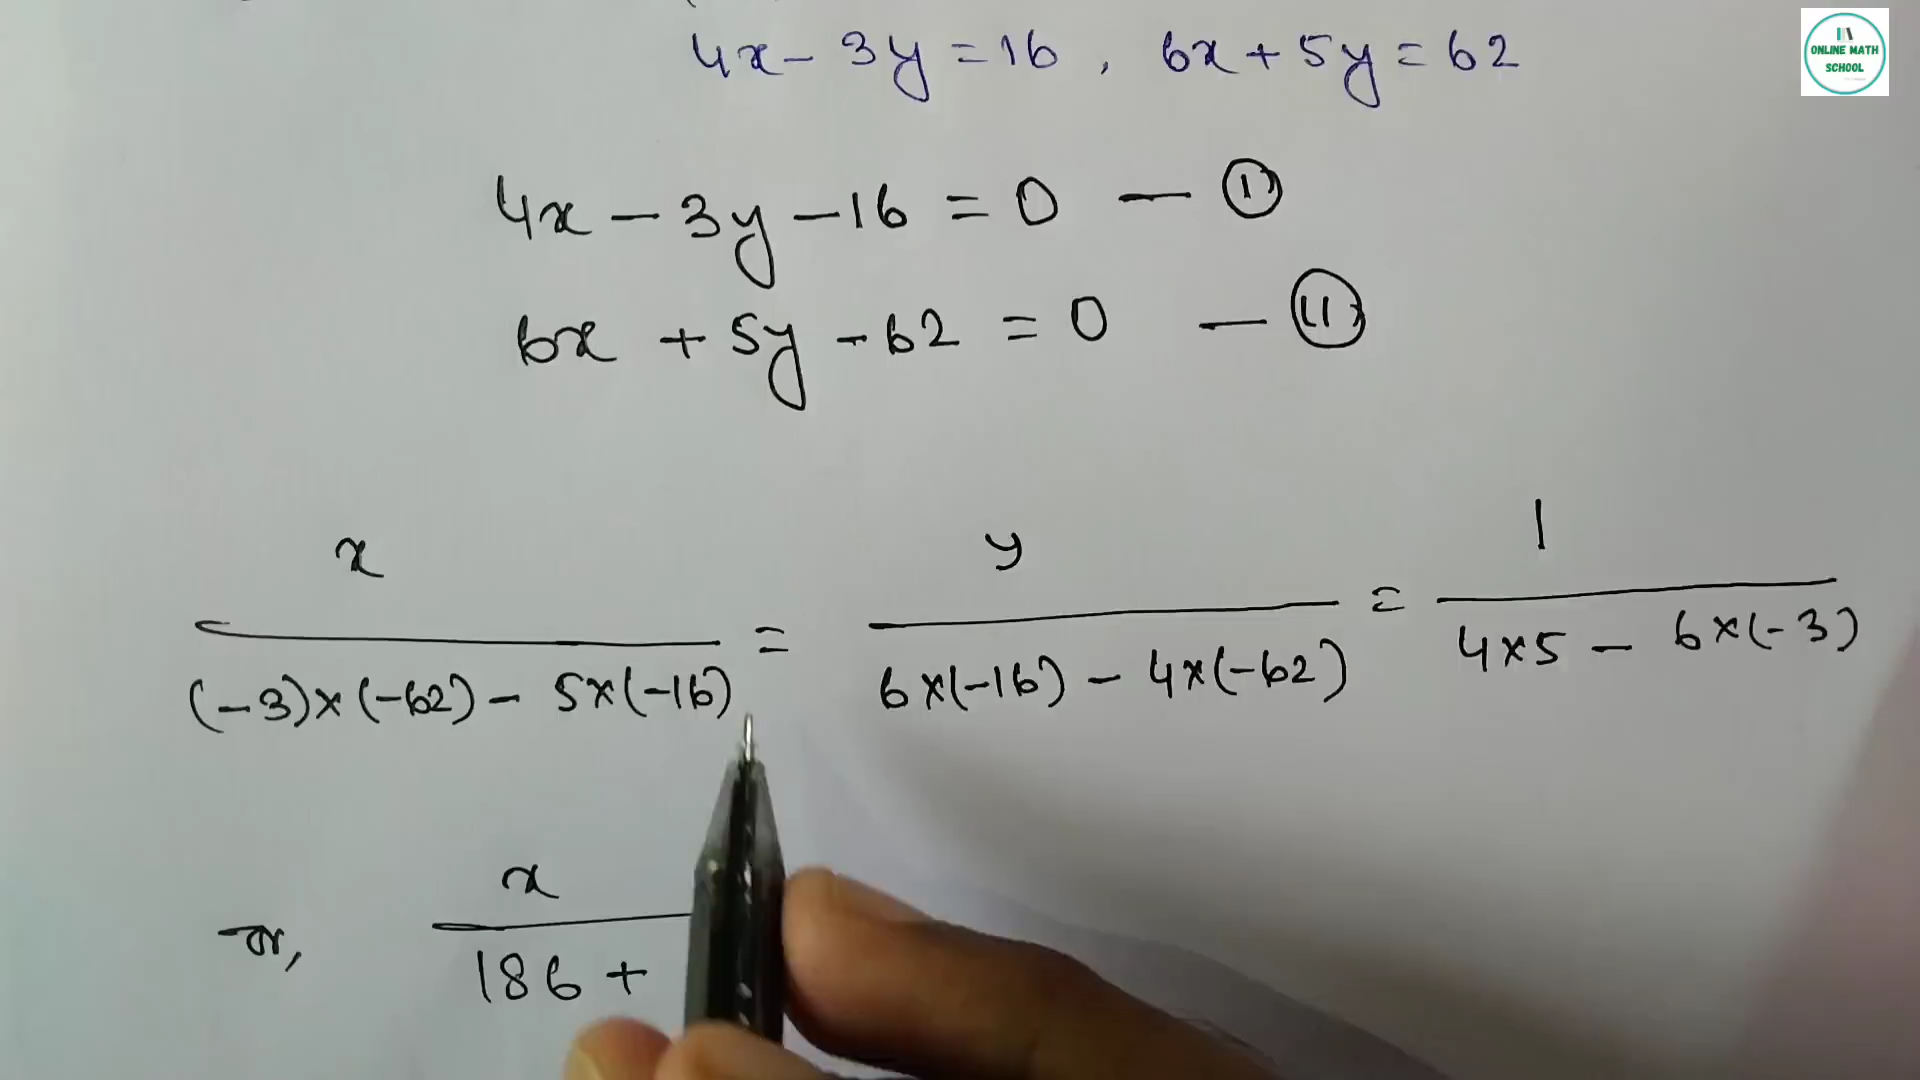 4x - 3y = 16 , 6x + 5y = 62
ONLINE MATH
SCHOOL
4x - 3y - 16 = 0 — (i)
6x + 5y - 62 = 0 — (ii)
x / ((-3)×(-62) - 5×(-16)) = y / (6×(-16) - 4×(-62)) = 1 / (4×5 - 6×(-3))
বা, x / (186 +